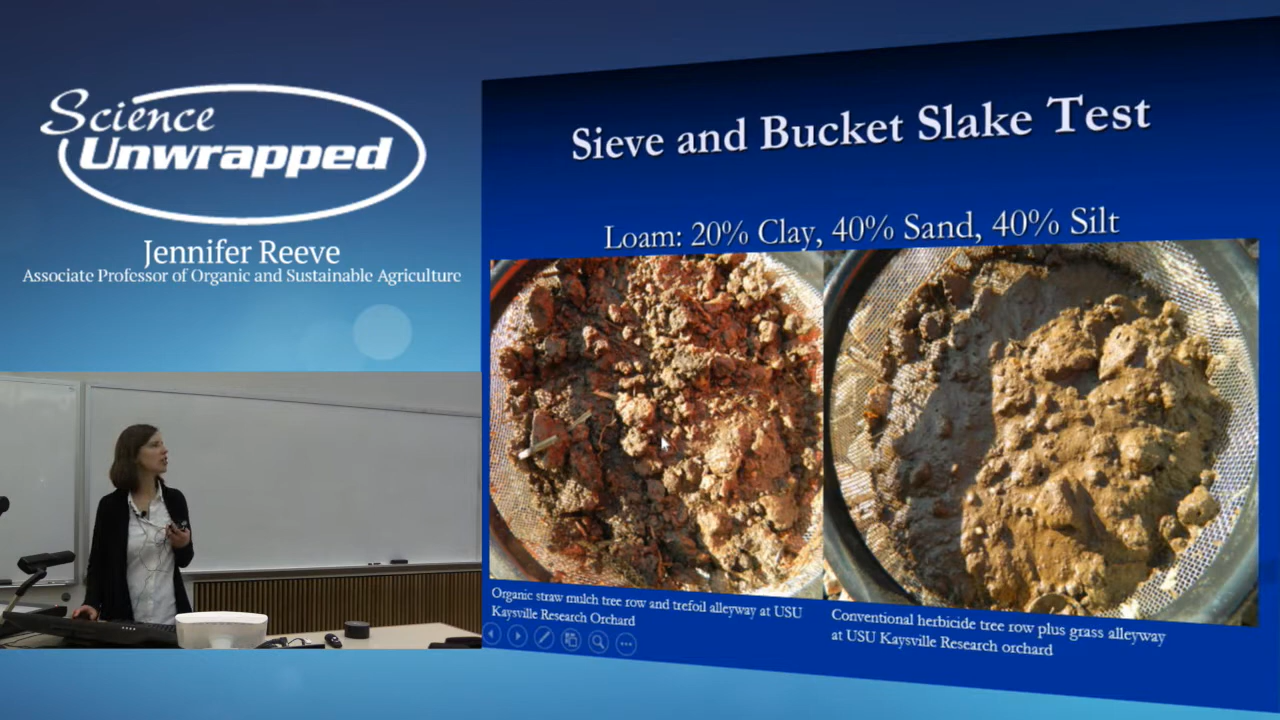 Science
Unwrapped
Jennifer Reeve
Associate Professor of Organic and Sustainable Agriculture
Sieve and Bucket Slake Test
Loam: 20% Clay, 40% Sand, 40% Silt
Organic straw mulch tree row and trefoil alleyway at USU
Kaysville Research Orchard
Conventional herbicide tree row plus grass alleyway
at USU Kaysville Research orchard